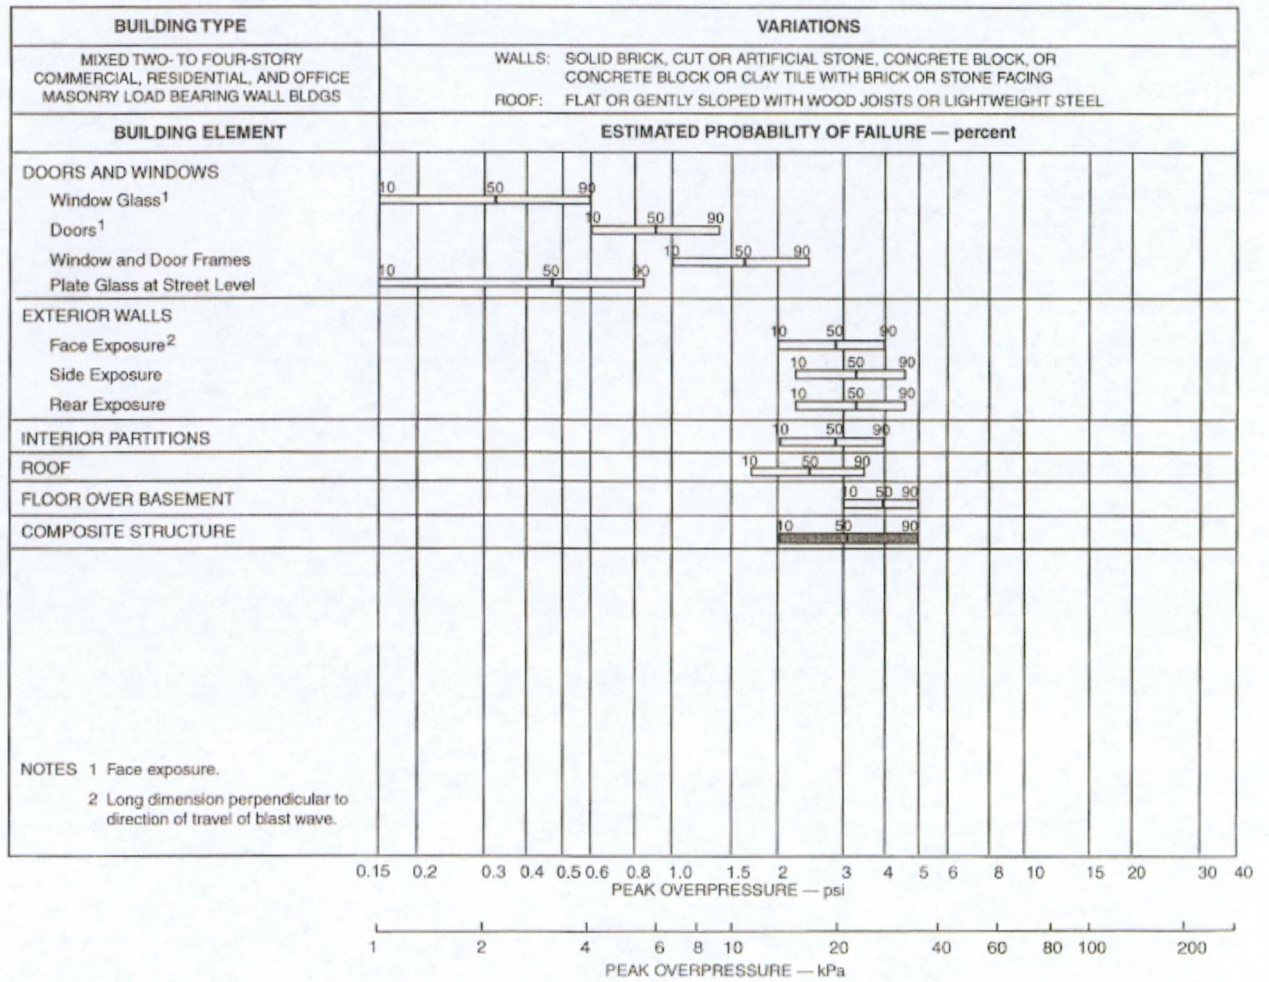 BUILDING TYPE
VARIATIONS
MIXED TWO- TO FOUR-STORY
COMMERCIAL, RESIDENTIAL, AND OFFICE
MASONRY LOAD BEARING WALL BLDGS
WALLS: SOLID BRICK, CUT OR ARTIFICIAL STONE, CONCRETE BLOCK, OR
CONCRETE BLOCK OR CLAY TILE WITH BRICK OR STONE FACING
ROOF: FLAT OR GENTLY SLOPED WITH WOOD JOISTS OR LIGHTWEIGHT STEEL
BUILDING ELEMENT
ESTIMATED PROBABILITY OF FAILURE — percent
DOORS AND WINDOWS
Window Glass1 10 50 90
Doors1 10 50 90
Window and Door Frames 10 50 90
Plate Glass at Street Level 10 50 90
EXTERIOR WALLS
Face Exposure2 10 50 90
Side Exposure 10 50 90
Rear Exposure 10 50 90
INTERIOR PARTITIONS 10 50 90
ROOF 10 50 90
FLOOR OVER BASEMENT 10 50 90
COMPOSITE STRUCTURE 10 50 90
NOTES 1 Face exposure.
2 Long dimension perpendicular to
direction of travel of blast wave.
0.15 0.2 0.3 0.4 0.5 0.6 0.8 1.0 1.5 2 3 4 5 6 8 10 15 20 30 40
PEAK OVERPRESSURE — psi
1 2 4 6 8 10 20 40 60 80 100 200
PEAK OVERPRESSURE — kPa